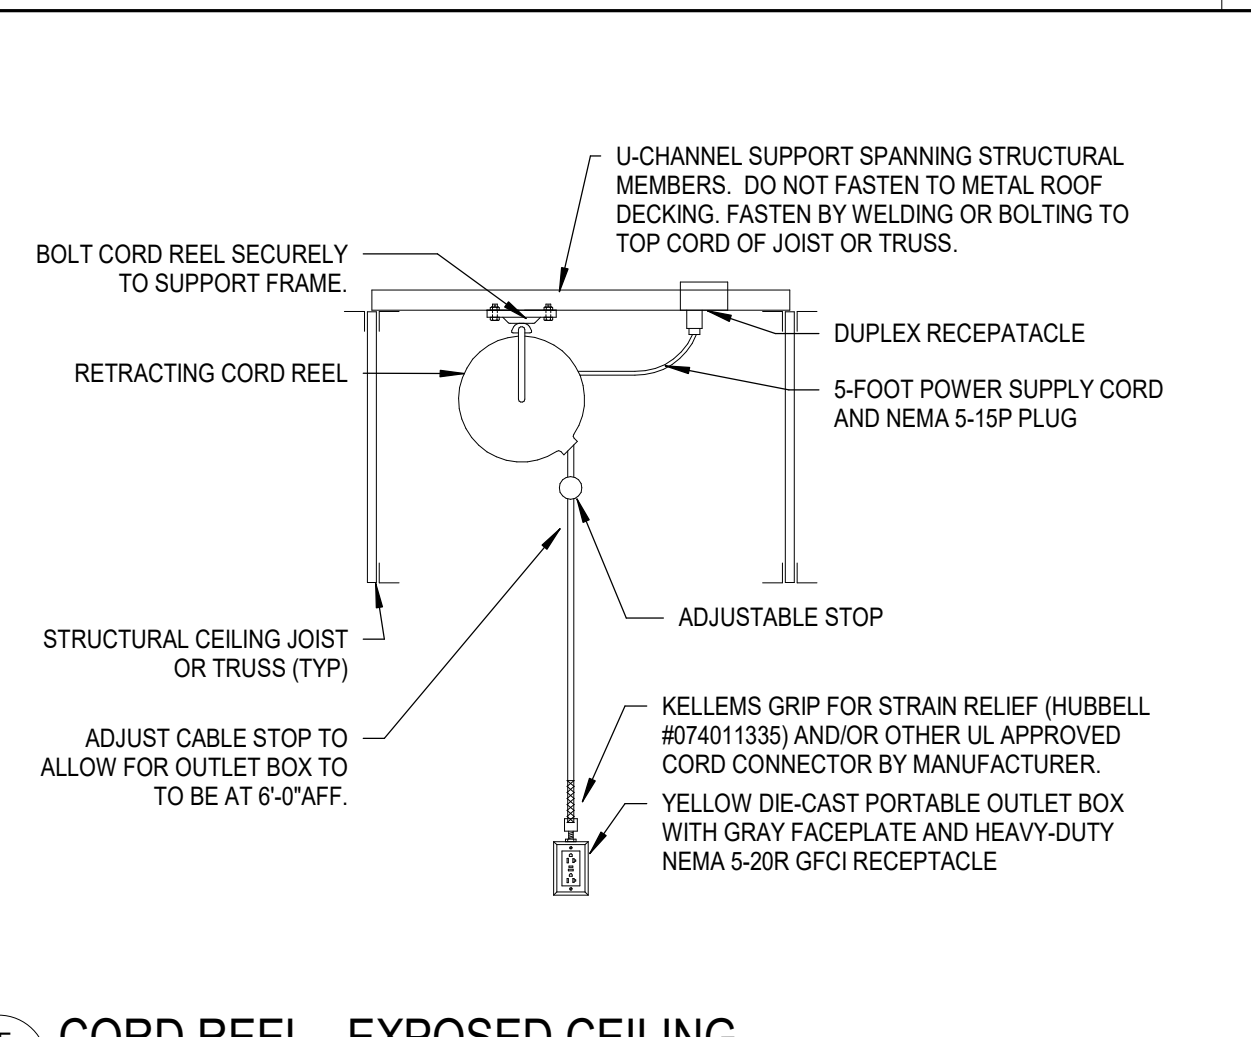 U-CHANNEL SUPPORT SPANNING STRUCTURAL
MEMBERS. DO NOT FASTEN TO METAL ROOF
DECKING. FASTEN BY WELDING OR BOLTING TO
TOP CORD OF JOIST OR TRUSS.
BOLT CORD REEL SECURELY
TO SUPPORT FRAME.
DUPLEX RECEPATACLE
RETRACTING CORD REEL
5-FOOT POWER SUPPLY CORD
AND NEMA 5-15P PLUG
ADJUSTABLE STOP
STRUCTURAL CEILING JOIST
OR TRUSS (TYP)
KELLEMS GRIP FOR STRAIN RELIEF (HUBBELL
#074011335) AND/OR OTHER UL APPROVED
CORD CONNECTOR BY MANUFACTURER.
ADJUST CABLE STOP TO
ALLOW FOR OUTLET BOX TO
TO BE AT 6'-0"AFF.
YELLOW DIE-CAST PORTABLE OUTLET BOX
WITH GRAY FACEPLATE AND HEAVY-DUTY
NEMA 5-20R GFCI RECEPTACLE
CORD REEL - EXPOSED CEILING